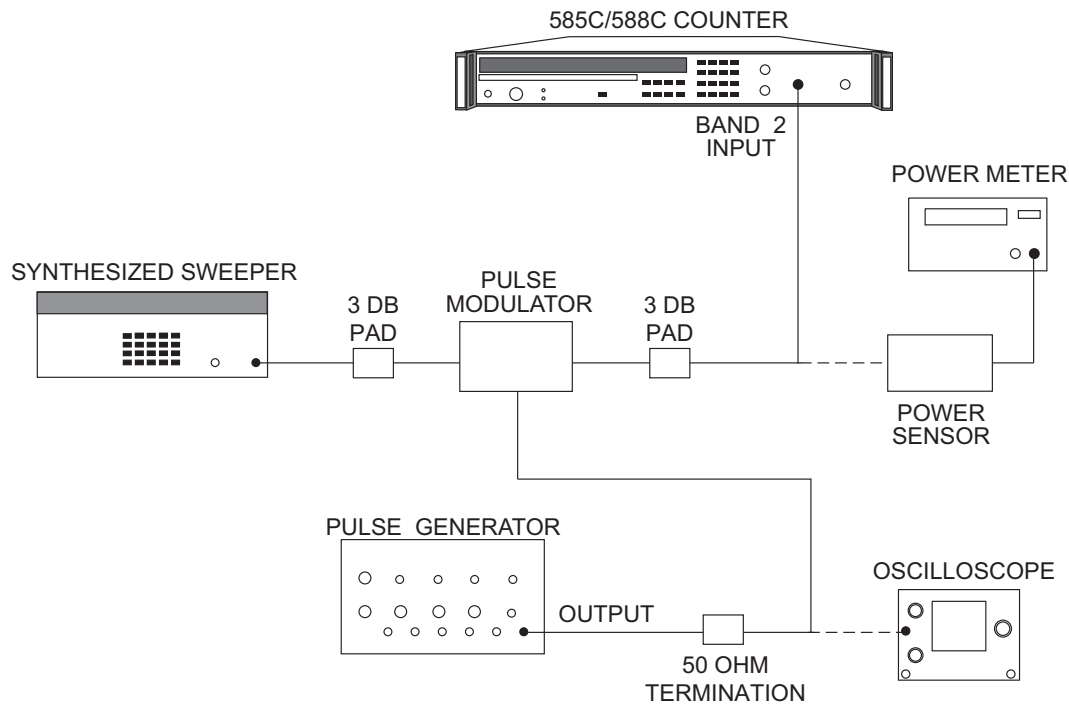 585C/588C COUNTER
BAND 2
INPUT
POWER METER
SYNTHESIZED SWEEPER
3 DB
PAD
PULSE
MODULATOR
3 DB
PAD
POWER
SENSOR
PULSE GENERATOR
OUTPUT
50 OHM
TERMINATION
OSCILLOSCOPE